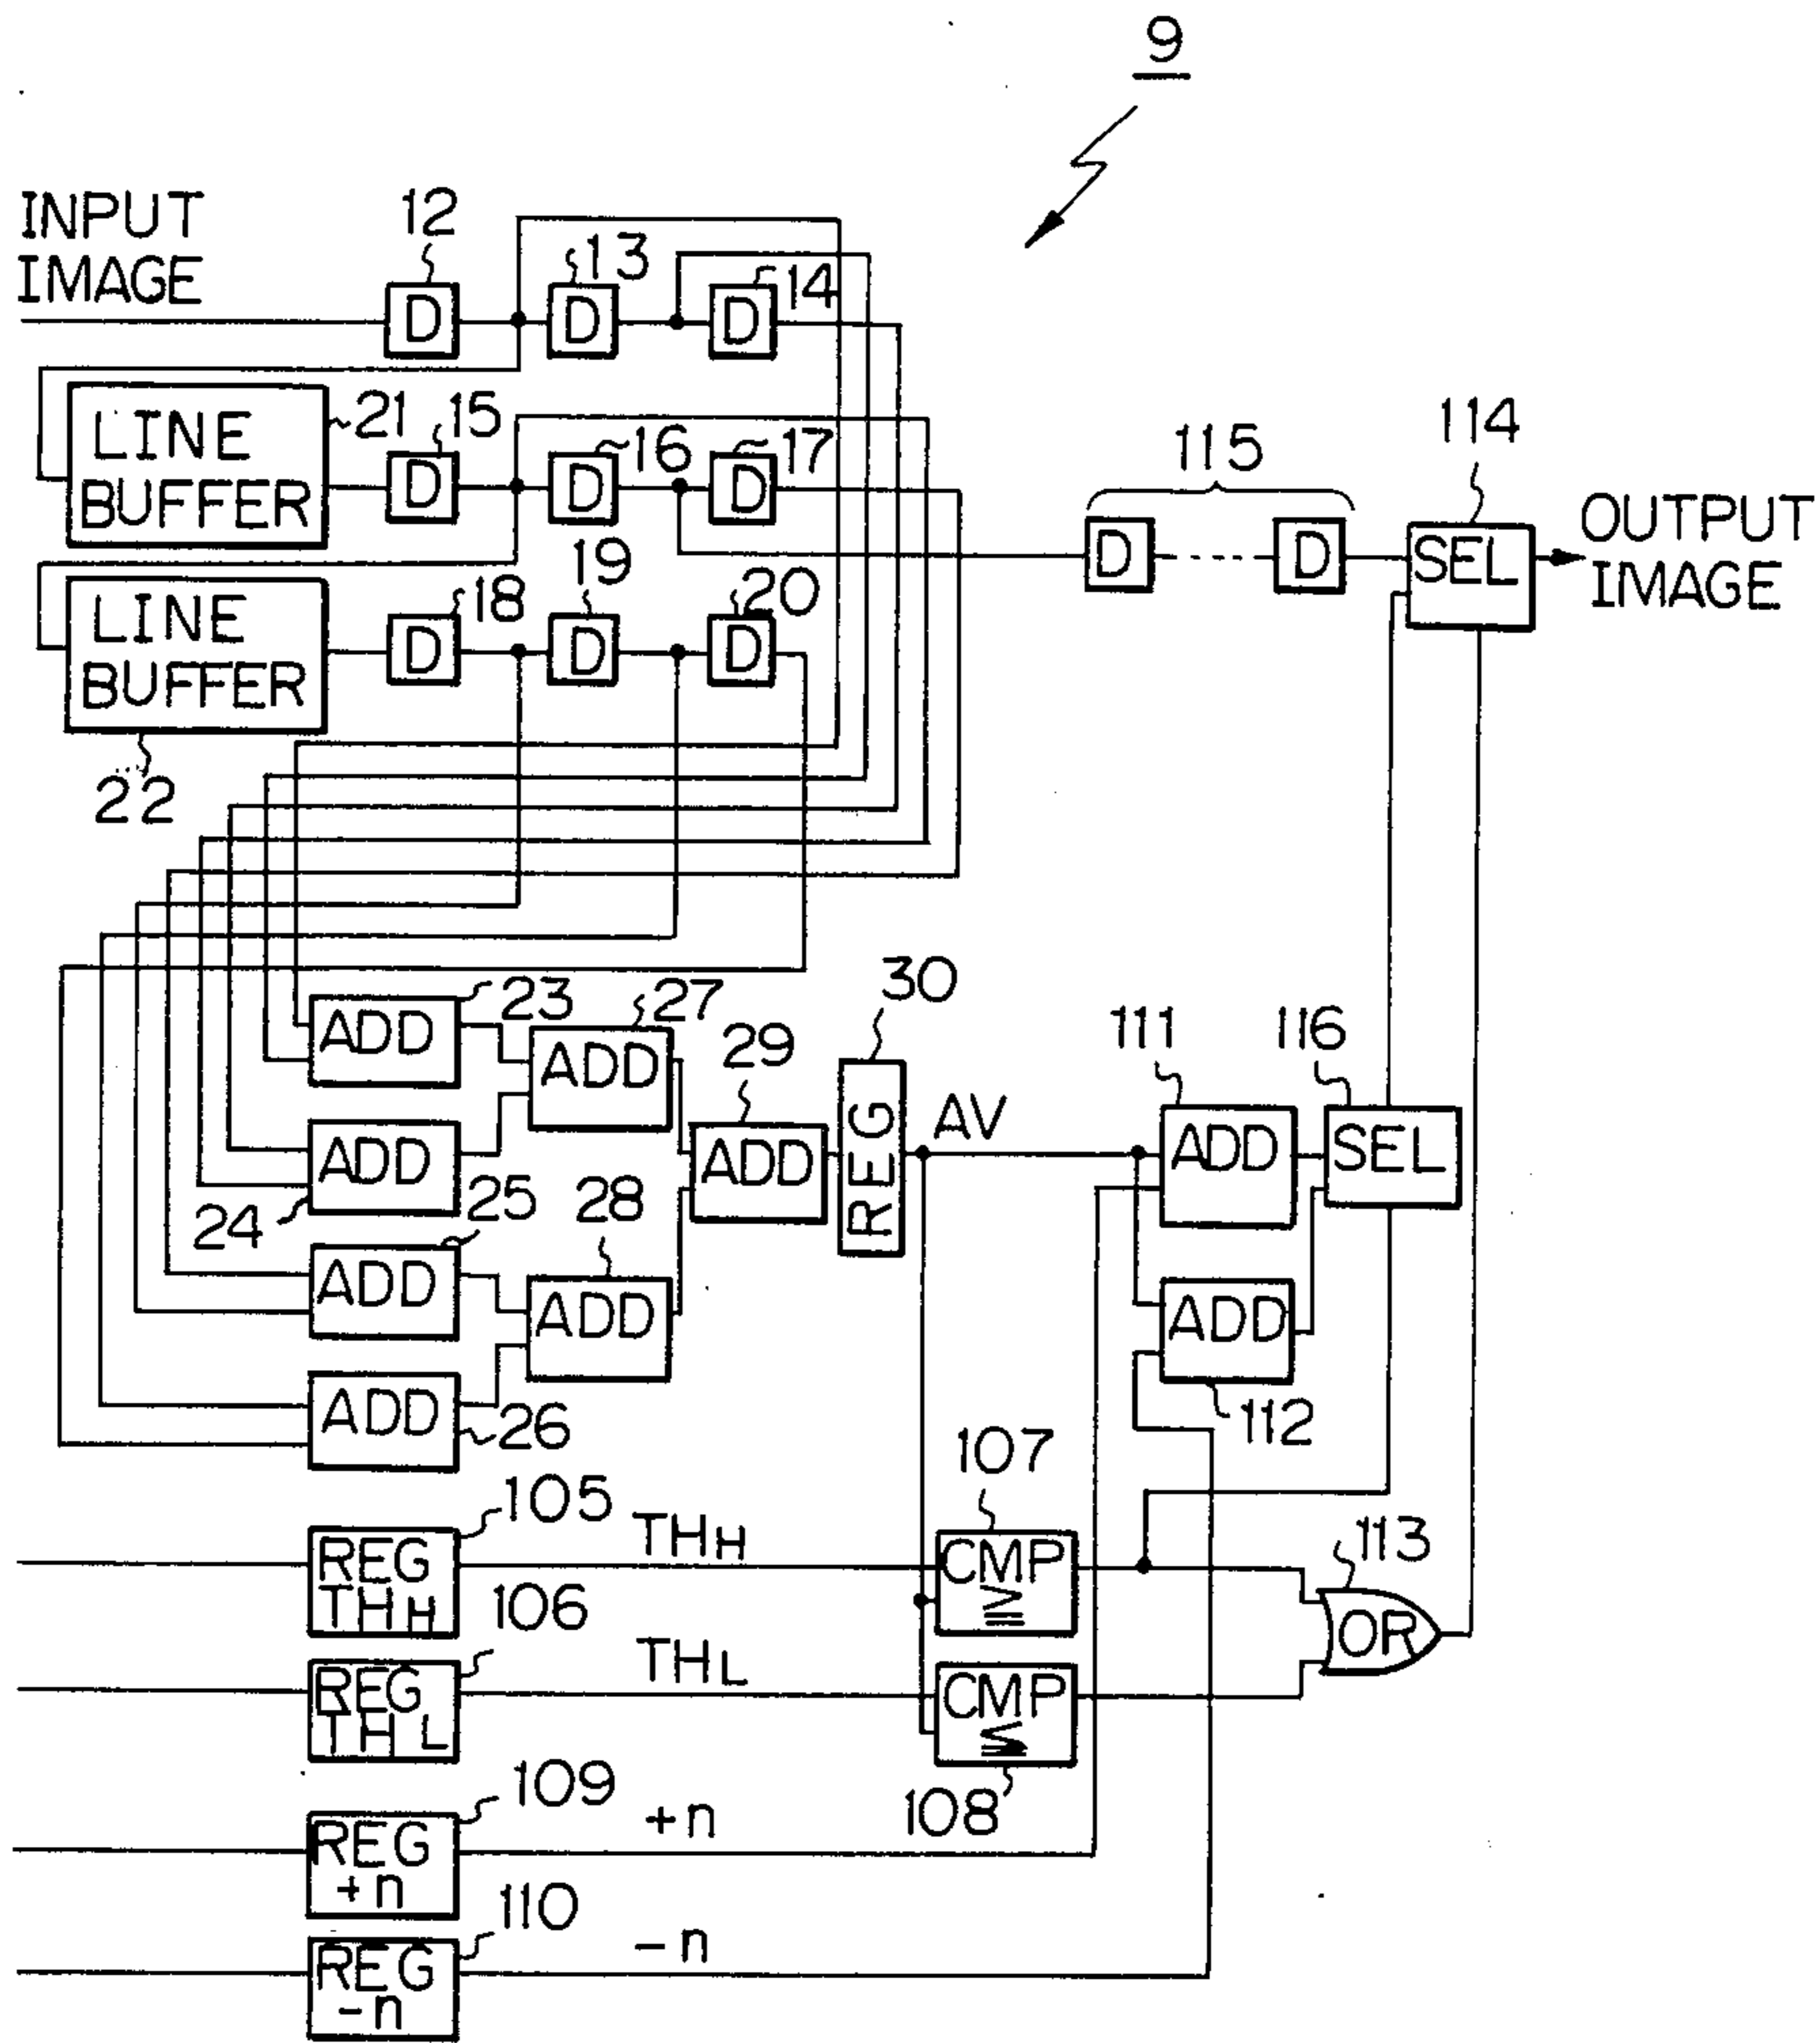 9
INPUT
IMAGE
12
13
14
D
D
D
LINE
BUFFER
21
15
16
17
D
D
D
115
114
D
D
SEL
OUTPUT
IMAGE
LINE
BUFFER
22
18
19
20
D
D
D
23
ADD
27
ADD
29
ADD
30
REG
AV
111
ADD
116
SEL
24
ADD
25
ADD
28
ADD
26
ADD
ADD
112
105
REG
THH
THH
107
CMP
≧
113
OR
106
REG
THL
THL
CMP
≦
108
109
REG
+n
+n
110
REG
-n
-n